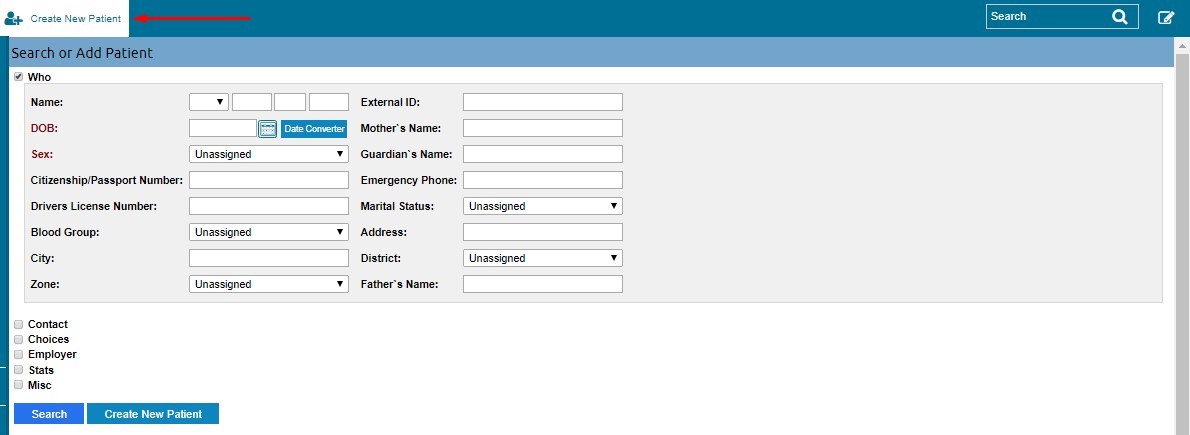 Create New Patient
Search
Search or Add Patient
Who
Name: External ID:
DOB: Date Converter Mother`s Name:
Sex: Unassigned Guardian`s Name:
Citizenship/Passport Number: Emergency Phone:
Drivers License Number: Marital Status: Unassigned
Blood Group: Unassigned Address:
City: District: Unassigned
Zone: Unassigned Father`s Name:
Contact
Choices
Employer
Stats
Misc
Search Create New Patient